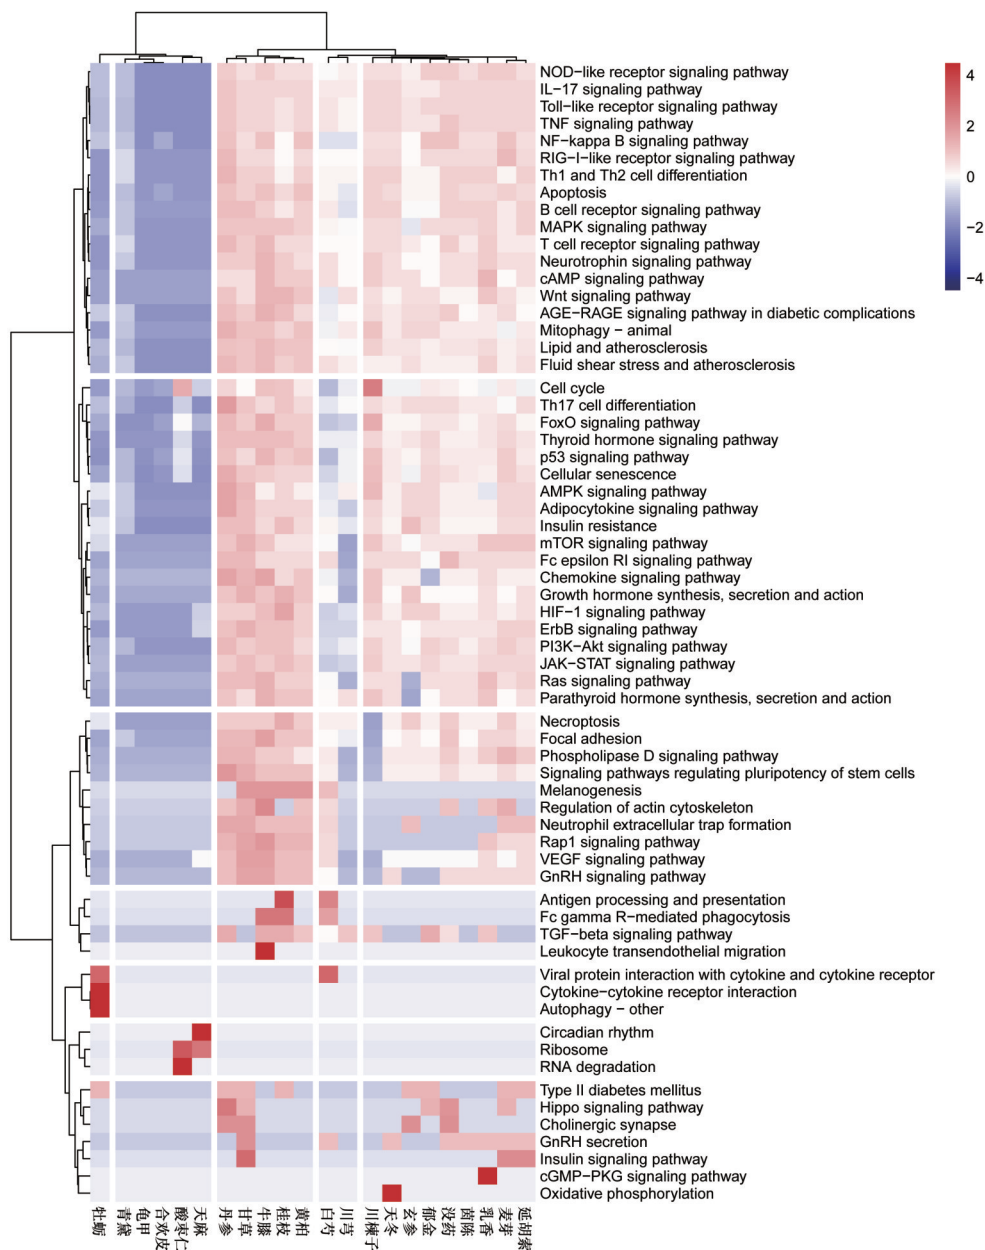 NOD−like receptor signaling pathway
IL−17 signaling pathway
Toll−like receptor signaling pathway
TNF signaling pathway
NF−kappa B signaling pathway
RIG−I−like receptor signaling pathway
Th1 and Th2 cell differentiation
Apoptosis
B cell receptor signaling pathway
MAPK signaling pathway
T cell receptor signaling pathway
Neurotrophin signaling pathway
cAMP signaling pathway
Wnt signaling pathway
AGE−RAGE signaling pathway in diabetic complications
Mitophagy − animal
Lipid and atherosclerosis
Fluid shear stress and atherosclerosis
Cell cycle
Th17 cell differentiation
FoxO signaling pathway
Thyroid hormone signaling pathway
p53 signaling pathway
Cellular senescence
AMPK signaling pathway
Adipocytokine signaling pathway
Insulin resistance
mTOR signaling pathway
Fc epsilon RI signaling pathway
Chemokine signaling pathway
Growth hormone synthesis, secretion and action
HIF−1 signaling pathway
ErbB signaling pathway
PI3K−Akt signaling pathway
JAK−STAT signaling pathway
Ras signaling pathway
Parathyroid hormone synthesis, secretion and action
Necroptosis
Focal adhesion
Phospholipase D signaling pathway
Signaling pathways regulating pluripotency of stem cells
Melanogenesis
Regulation of actin cytoskeleton
Neutrophil extracellular trap formation
Rap1 signaling pathway
VEGF signaling pathway
GnRH signaling pathway
Antigen processing and presentation
Fc gamma R−mediated phagocytosis
TGF−beta signaling pathway
Leukocyte transendothelial migration
Viral protein interaction with cytokine and cytokine receptor
Cytokine−cytokine receptor interaction
Autophagy − other
Circadian rhythm
Ribosome
RNA degradation
Type II diabetes mellitus
Hippo signaling pathway
Cholinergic synapse
GnRH secretion
Insulin signaling pathway
cGMP−PKG signaling pathway
Oxidative phosphorylation
牡蛎
青黛
龟甲
合欢皮
酸枣仁
天麻
丹参
甘草
牛膝
桂枝
黄柏
白芍
川芎
川楝子
天冬
玄参
郁金
没药
茵陈
乳香
麦芽
延胡索
4
2
0
−2
−4